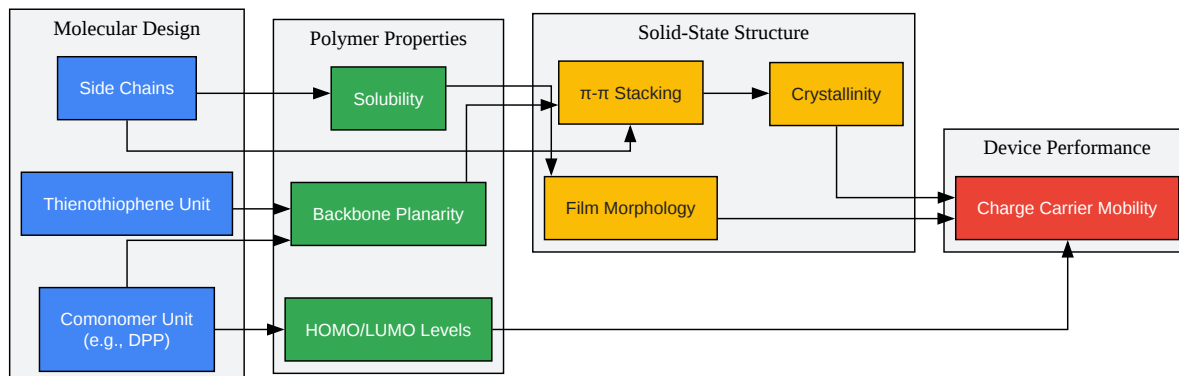 Molecular Design
Side Chains
Thienothiophene Unit
Comonomer Unit
(e.g., DPP)
Polymer Properties
Solubility
Backbone Planarity
HOMO/LUMO Levels
Solid-State Structure
π-π Stacking
Crystallinity
Film Morphology
Device Performance
Charge Carrier Mobility